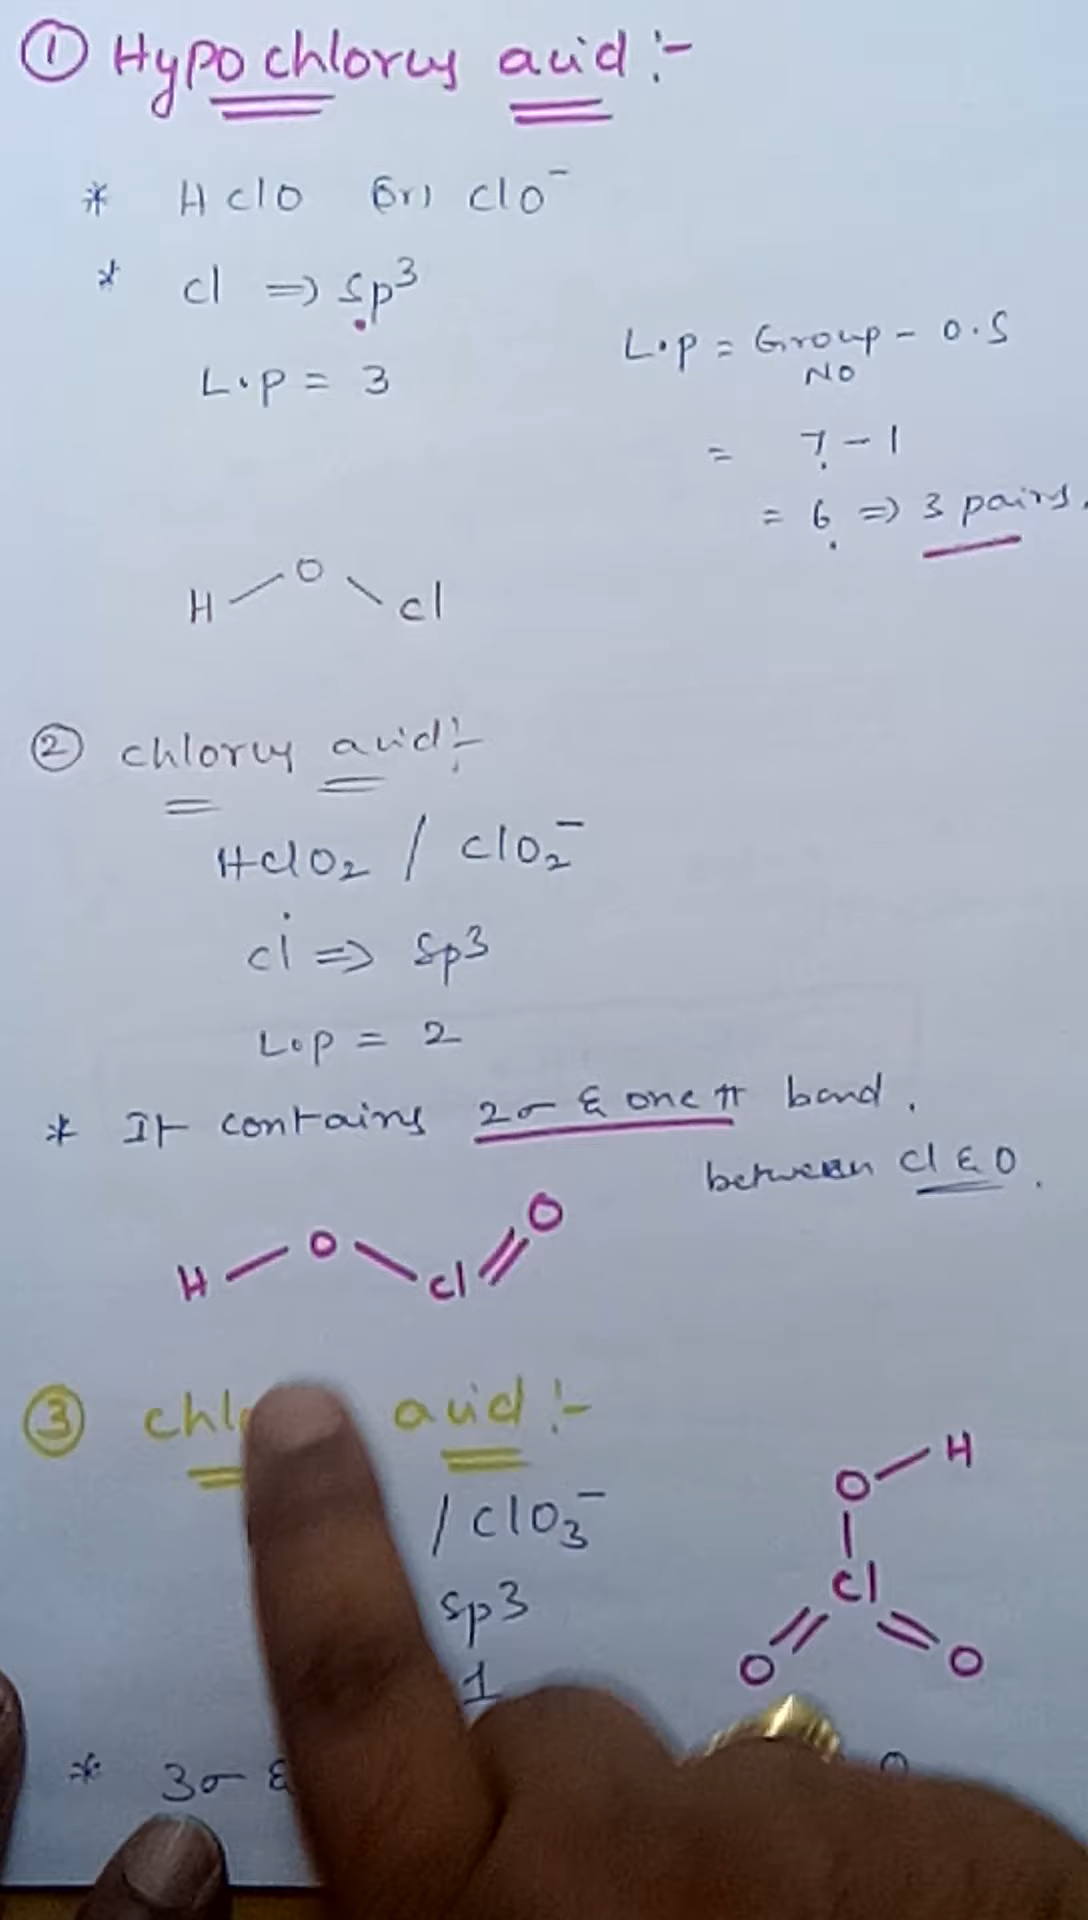 ① Hypochlorus acid :-
* HClO (or) ClO⁻
* Cl ⇒ Sp³
L.p = 3
L.p = Group - O.S
NO
= 7 - 1
= 6 ⇒ 3 pairs.
H O Cl
② chlorus acid :-
HClO₂ / ClO₂⁻
Cl ⇒ Sp3
L.p = 2
* It contains 2σ & one π bond.
between Cl & O.
H O Cl O
③ acid :-
/ ClO₃⁻
Sp3
1
O H
Cl
O O
* 3σ &